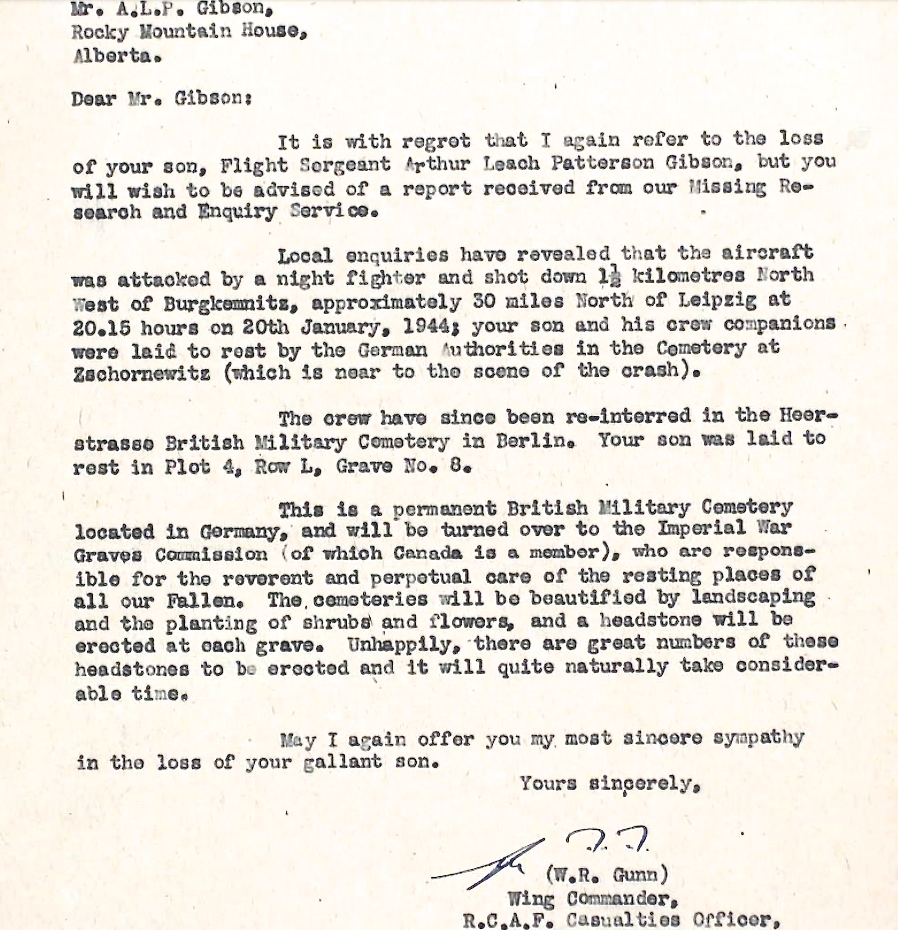 Mr. A.L.P. Gibson,
Rocky Mountain House,
Alberta.
Dear Mr. Gibson:
It is with regret that I again refer to the loss
of your son, Flight Sergeant Arthur Leach Patterson Gibson, but you
will wish to be advised of a report received from our Missing Re-
search and Enquiry Service.
Local enquiries have revealed that the aircraft
was attacked by a night fighter and shot down 1½ kilometres North
West of Burgkemnitz, approximately 30 miles North of Leipzig at
20.15 hours on 20th January, 1944; your son and his crew companions
were laid to rest by the German Authorities in the Cemetery at
Zschornewitz (which is near to the scene of the crash).
The crew have since been re-interred in the Heer-
strasse British Military Cemetery in Berlin. Your son was laid to
rest in Plot 4, Row L, Grave No. 8.
This is a permanent British Military Cemetery
located in Germany, and will be turned over to the Imperial War
Graves Commission (of which Canada is a member), who are respons-
ible for the reverent and perpetual care of the resting places of
all our Fallen. The cemeteries will be beautified by landscaping
and the planting of shrubs and flowers, and a headstone will be
erected at each grave. Unhappily, there are great numbers of these
headstones to be erected and it will quite naturally take consider-
able time.
May I again offer you my most sincere sympathy
in the loss of your gallant son.
Yours sincerely,
(W.R. Gunn)
Wing Commander,
R.C.A.F. Casualties Officer,